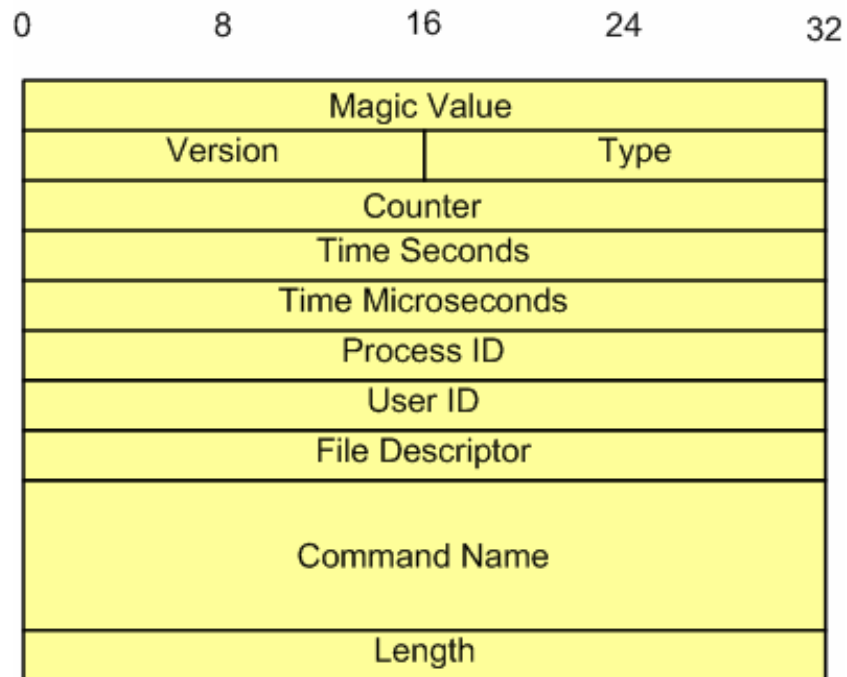 0 8 16 24 32
Magic Value
Version Type
Counter
Time Seconds
Time Microseconds
Process ID
User ID
File Descriptor
Command Name
Length